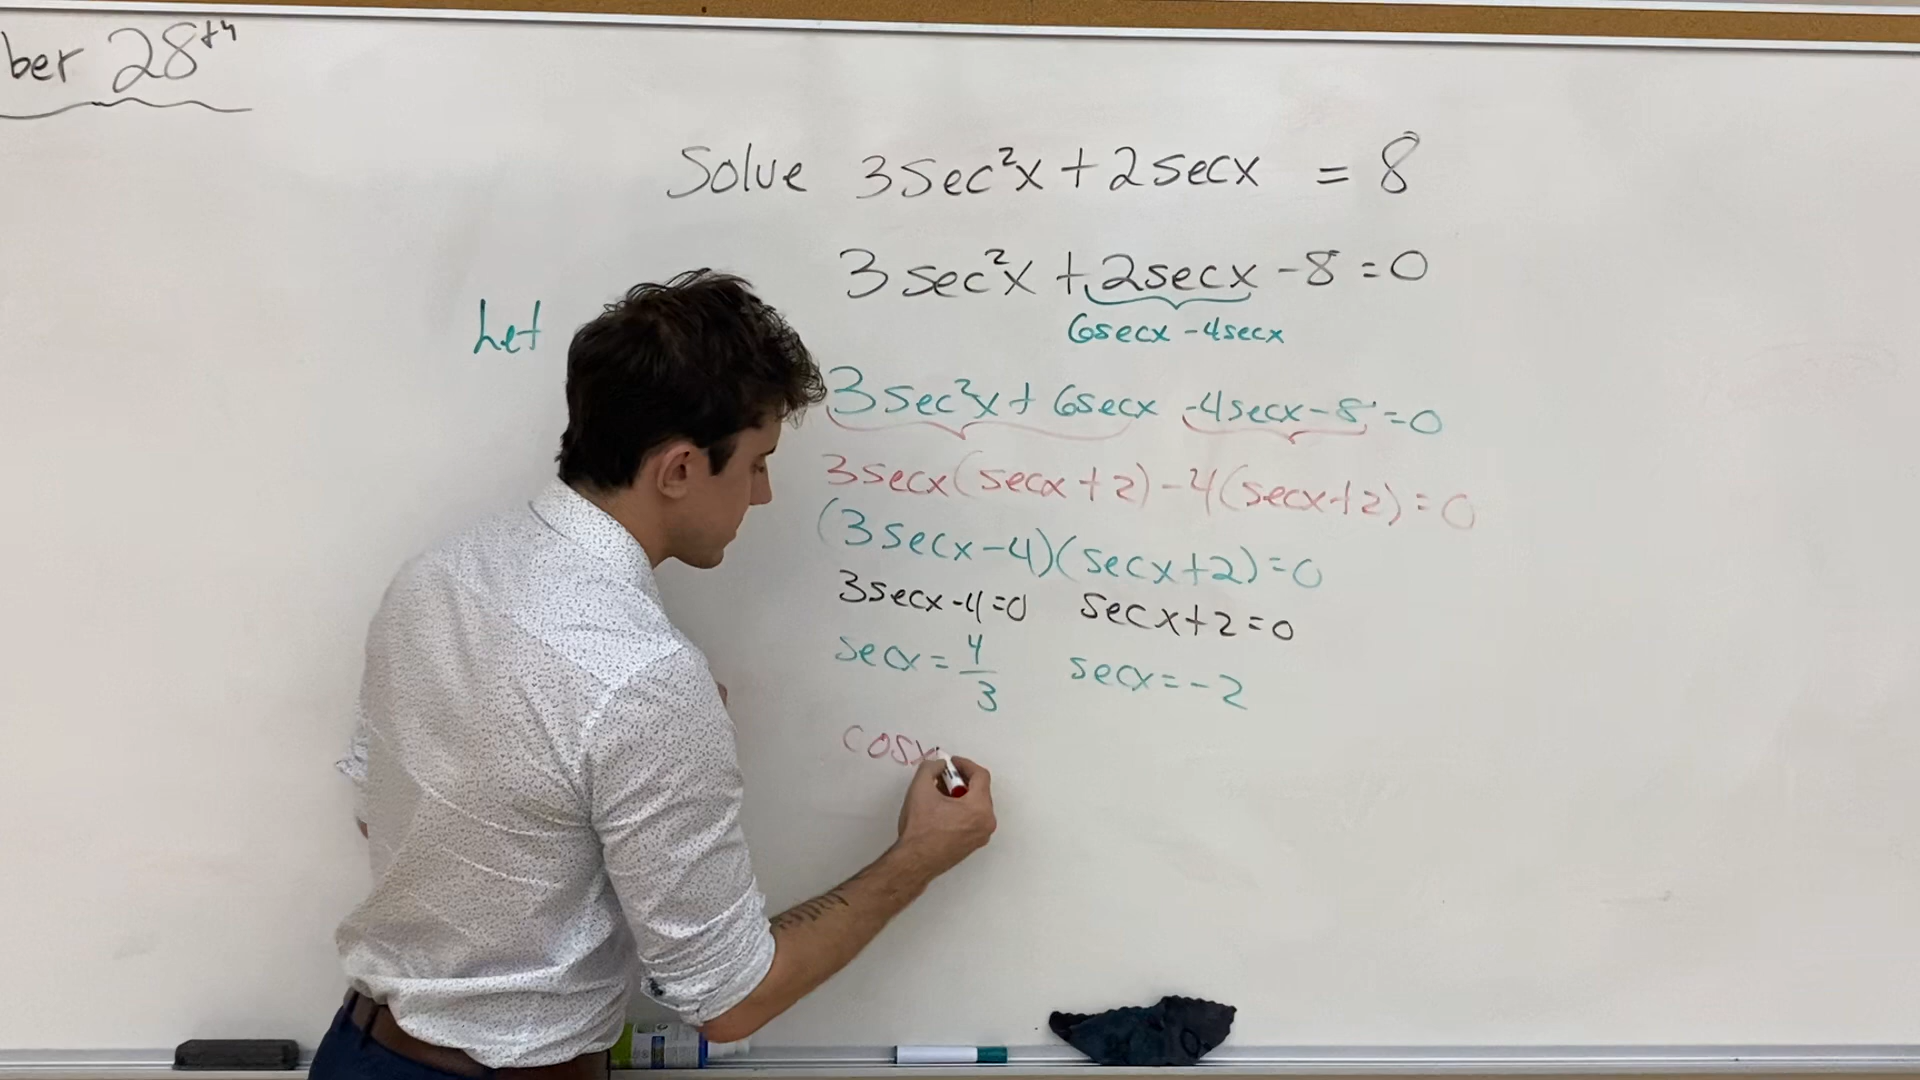 ber 28th
Solve 3sec²x + 2secx = 8
3sec²x + 2secx - 8 = 0
Let
6secx - 4secx
3sec²x + 6secx - 4secx - 8 = 0
3secx(secx + 2) - 4(secx + 2) = 0
(3secx - 4)(secx + 2) = 0
3secx - 4 = 0 secx + 2 = 0
secx = 4/3 secx = -2
cosx